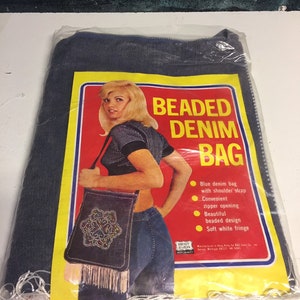 BEADED
DENIM
BAG
Blue denim bag
with shoulder strap
Convenient
zipper opening
Beautiful
beaded design
Soft white fringe